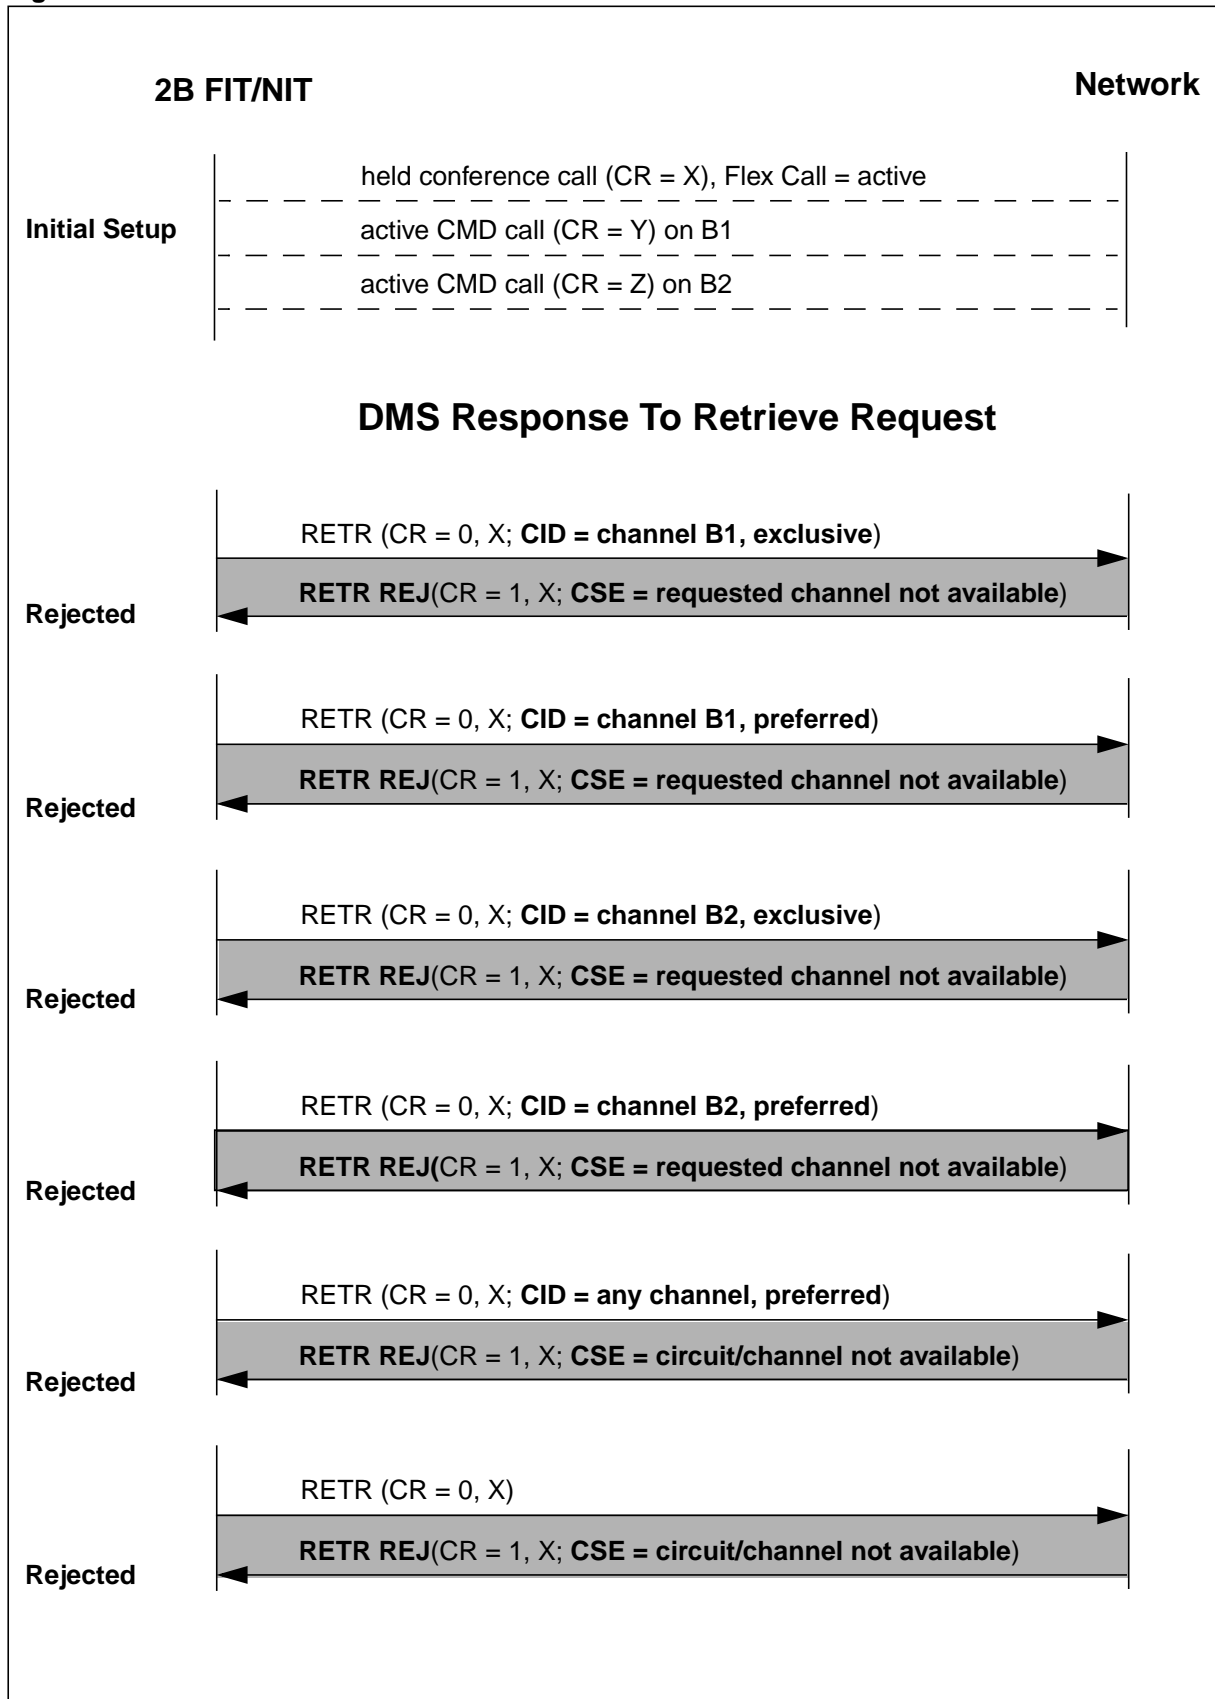 2B FIT/NIT
Network
held conference call (CR = X), Flex Call = active
Initial Setup
active CMD call (CR = Y) on B1
active CMD call (CR = Z) on B2
DMS Response To Retrieve Request
RETR (CR = 0, X; CID = channel B1, exclusive)
RETR REJ(CR = 1, X; CSE = requested channel not available)
Rejected
RETR (CR = 0, X; CID = channel B1, preferred)
RETR REJ(CR = 1, X; CSE = requested channel not available)
Rejected
RETR (CR = 0, X; CID = channel B2, exclusive)
RETR REJ(CR = 1, X; CSE = requested channel not available)
Rejected
RETR (CR = 0, X; CID = channel B2, preferred)
RETR REJ(CR = 1, X; CSE = requested channel not available)
Rejected
RETR (CR = 0, X; CID = any channel, preferred)
RETR REJ(CR = 1, X; CSE = circuit/channel not available)
Rejected
RETR (CR = 0, X)
RETR REJ(CR = 1, X; CSE = circuit/channel not available)
Rejected